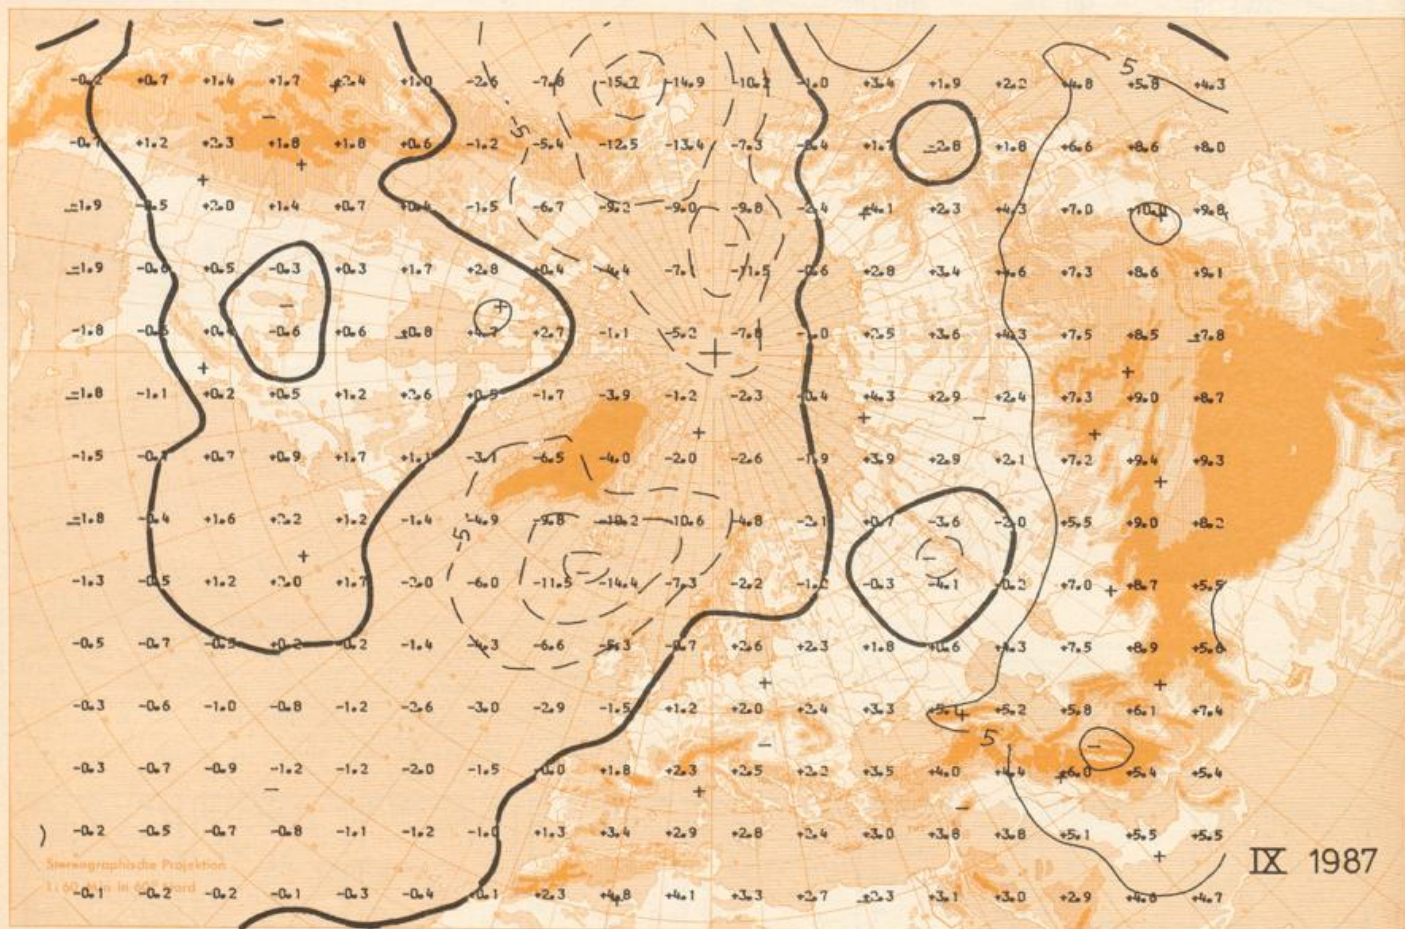 5
-0.2 +0.7 +1.4 +1.7 +2.4 +1.0 -2.6 -7.8 -15.7 -14.9 -10.2 -1.0 +3.4 +1.9 +2.2 +4.8 +5.8 +4.3
-5-
-0.7 +1.2 +2.3 +1.8 +1.8 +0.6 -1.2 -5.4 -12.5 -13.4 -7.3 -0.4 +1.7 -2.8 +1.8 +6.6 +8.6 +8.0
-1.9 -0.5 +2.0 +1.4 +0.7 +0.4 -1.5 -6.7 -9.2 -9.0 -9.8 -2.4 +4.1 +2.3 +4.3 +7.0 +10.4 +9.8
-1.9 -0.6 +0.5 -0.3 +0.3 +1.7 +2.8 +0.4 -4.4 -7.1 -11.5 -0.6 +2.8 +3.4 +4.6 +7.3 +8.6 +9.1
-1.8 -0.6 +0.4 -0.6 +0.6 +0.8 +4.7 +2.7 -1.1 -5.2 -7.8 -1.0 +2.5 +3.6 +4.3 +7.5 +8.5 +7.8
-1.8 -1.1 +0.2 +0.5 +1.2 +2.6 +0.5 -1.7 -3.9 -1.2 -2.3 -0.4 +4.3 +2.9 +2.4 +7.3 +9.0 +8.7
-1.5 -0.7 +0.7 +0.9 +1.7 +1.1 -3.1 -6.5 -4.0 -2.0 -2.6 -1.9 +3.9 +2.9 +2.1 +7.2 +9.4 +9.3
-1.8 -0.4 +1.6 +2.2 +1.2 -1.4 -4.9 -9.8 -10.2 -10.6 -4.8 -2.1 +0.7 -3.6 -2.0 +5.5 +9.0 +8.2
-5-
-1.3 -0.5 +1.2 +2.0 +1.7 -2.0 -6.0 -11.5 -14.4 -7.3 -2.2 -1.2 -0.3 -4.1 -0.2 +7.0 +8.7 +5.5
-0.5 -0.7 -0.5 +0.2 -0.2 -1.4 -4.3 -6.6 -5.3 -0.7 +2.6 +2.3 +1.8 +0.6 +4.3 +7.5 +8.9 +5.6
-0.3 -0.6 -1.0 -0.8 -1.2 -2.6 -3.0 -2.9 -1.5 +1.2 +2.0 +2.4 +3.3 +5.4 +5.2 +5.8 +6.1 +7.4
5
-0.3 -0.7 -0.9 -1.2 -1.2 -2.0 -1.5 -0.0 +1.8 +2.3 +2.5 +2.2 +3.5 +4.0 +4.4 +6.0 +5.4 +5.4
-0.2 -0.5 -0.7 -0.8 -1.1 -1.2 -1.0 +1.3 +3.4 +2.9 +2.8 +2.4 +3.0 +3.8 +3.8 +5.1 +5.5 +5.5
Stereographische Projektion
IX 1987
-0.1 -0.2 -0.2 -0.1 -0.3 -0.4 +0.1 +2.3 +4.8 +4.1 +3.3 +2.7 +2.3 +3.1 +3.0 +2.9 +4.6 +4.7